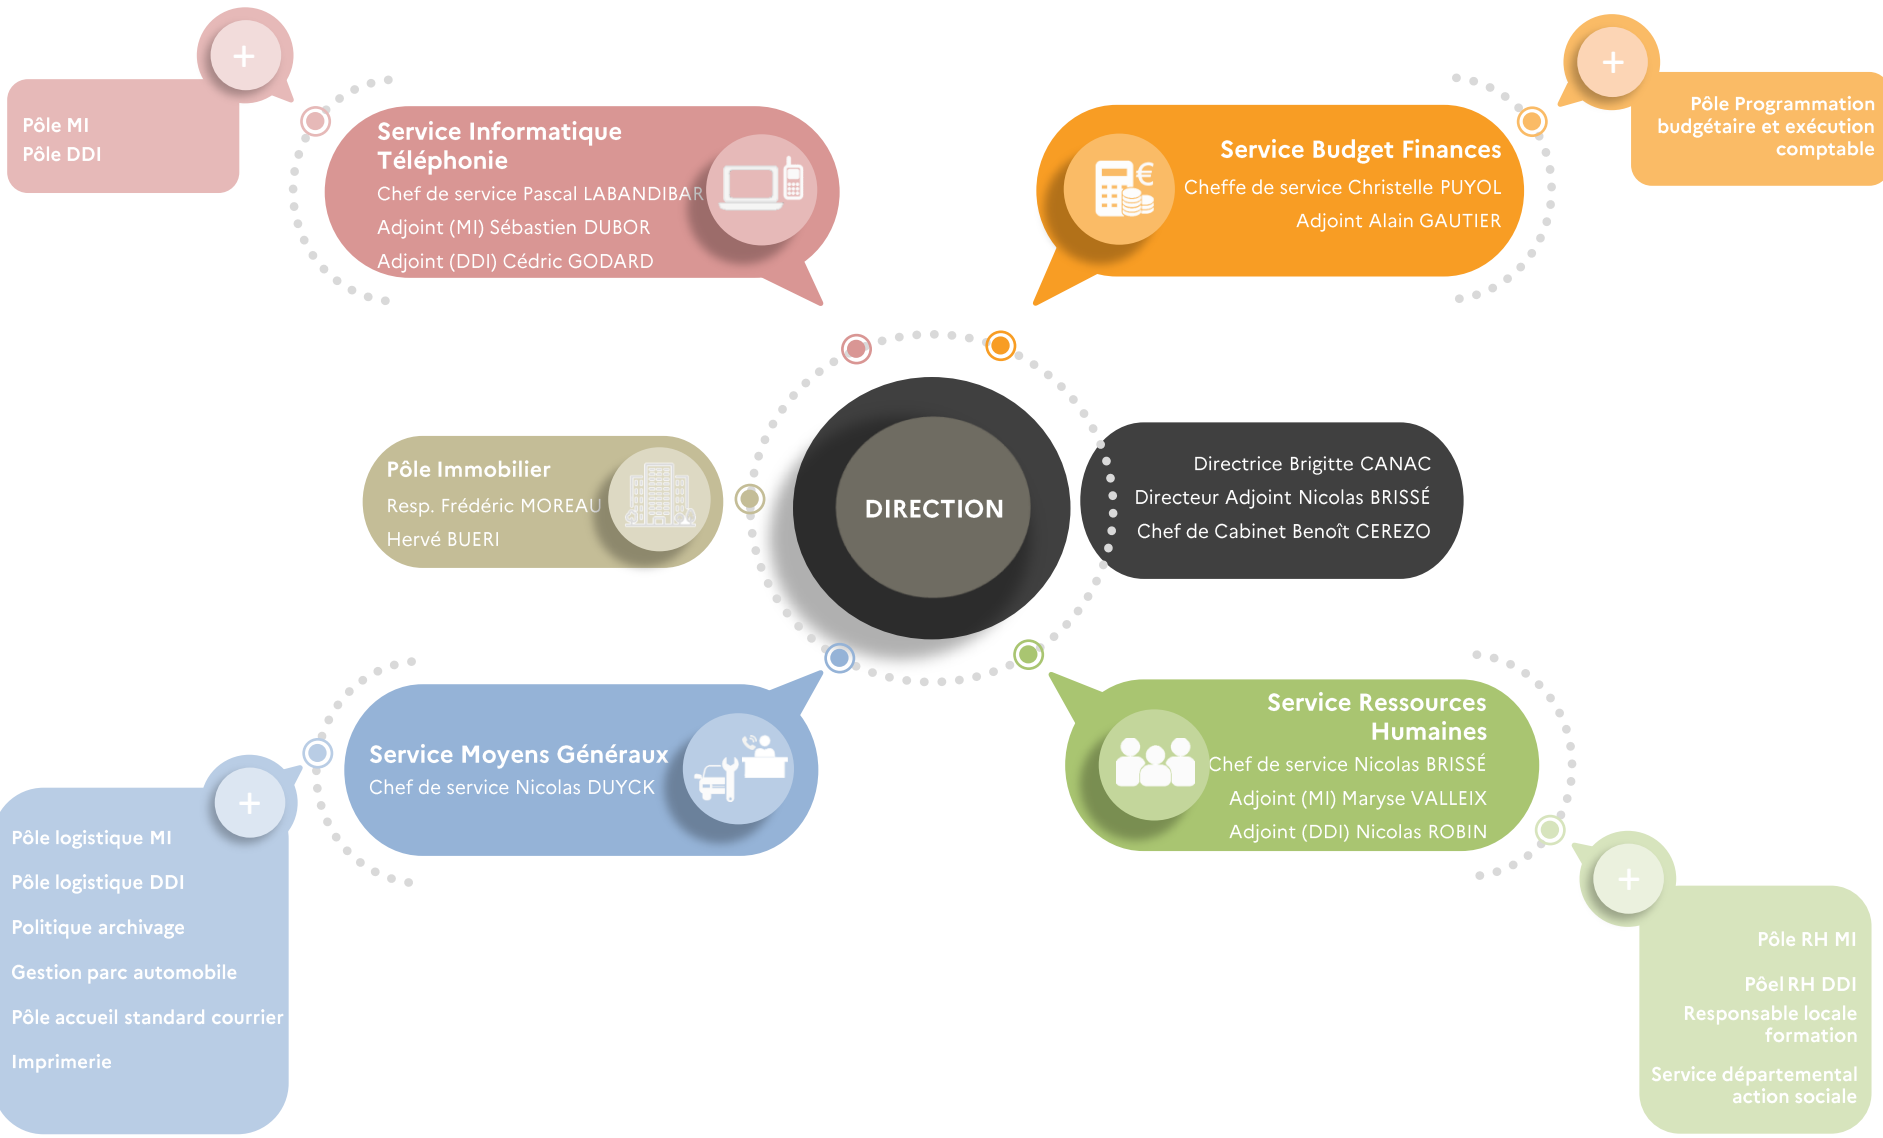 +
Pôle MI
Pôle DDI
Service Informatique
Téléphonie
Chef de service Pascal LABANDIBAR
Adjoint (MI) Sébastien DUBOR
Adjoint (DDI) Cédric GODARD
€
Service Budget Finances
Cheffe de service Christelle PUYOL
Adjoint Alain GAUTIER
+
Pôle Programmation
budgétaire et exécution
comptable
Pôle Immobilier
Resp. Frédéric MOREAU
Hervé BUERI
DIRECTION
Directrice Brigitte CANAC
Directeur Adjoint Nicolas BRISSÉ
Chef de Cabinet Benoît CEREZO
Service Moyens Généraux
Chef de service Nicolas DUYCK
+
Pôle logistique MI
Pôle logistique DDI
Politique archivage
Gestion parc automobile
Pôle accueil standard courrier
Imprimerie
Service Ressources
Humaines
Chef de service Nicolas BRISSÉ
Adjoint (MI) Maryse VALLEIX
Adjoint (DDI) Nicolas ROBIN
+
Pôle RH MI
Pôel RH DDI
Responsable locale
formation
Service départemental
action sociale